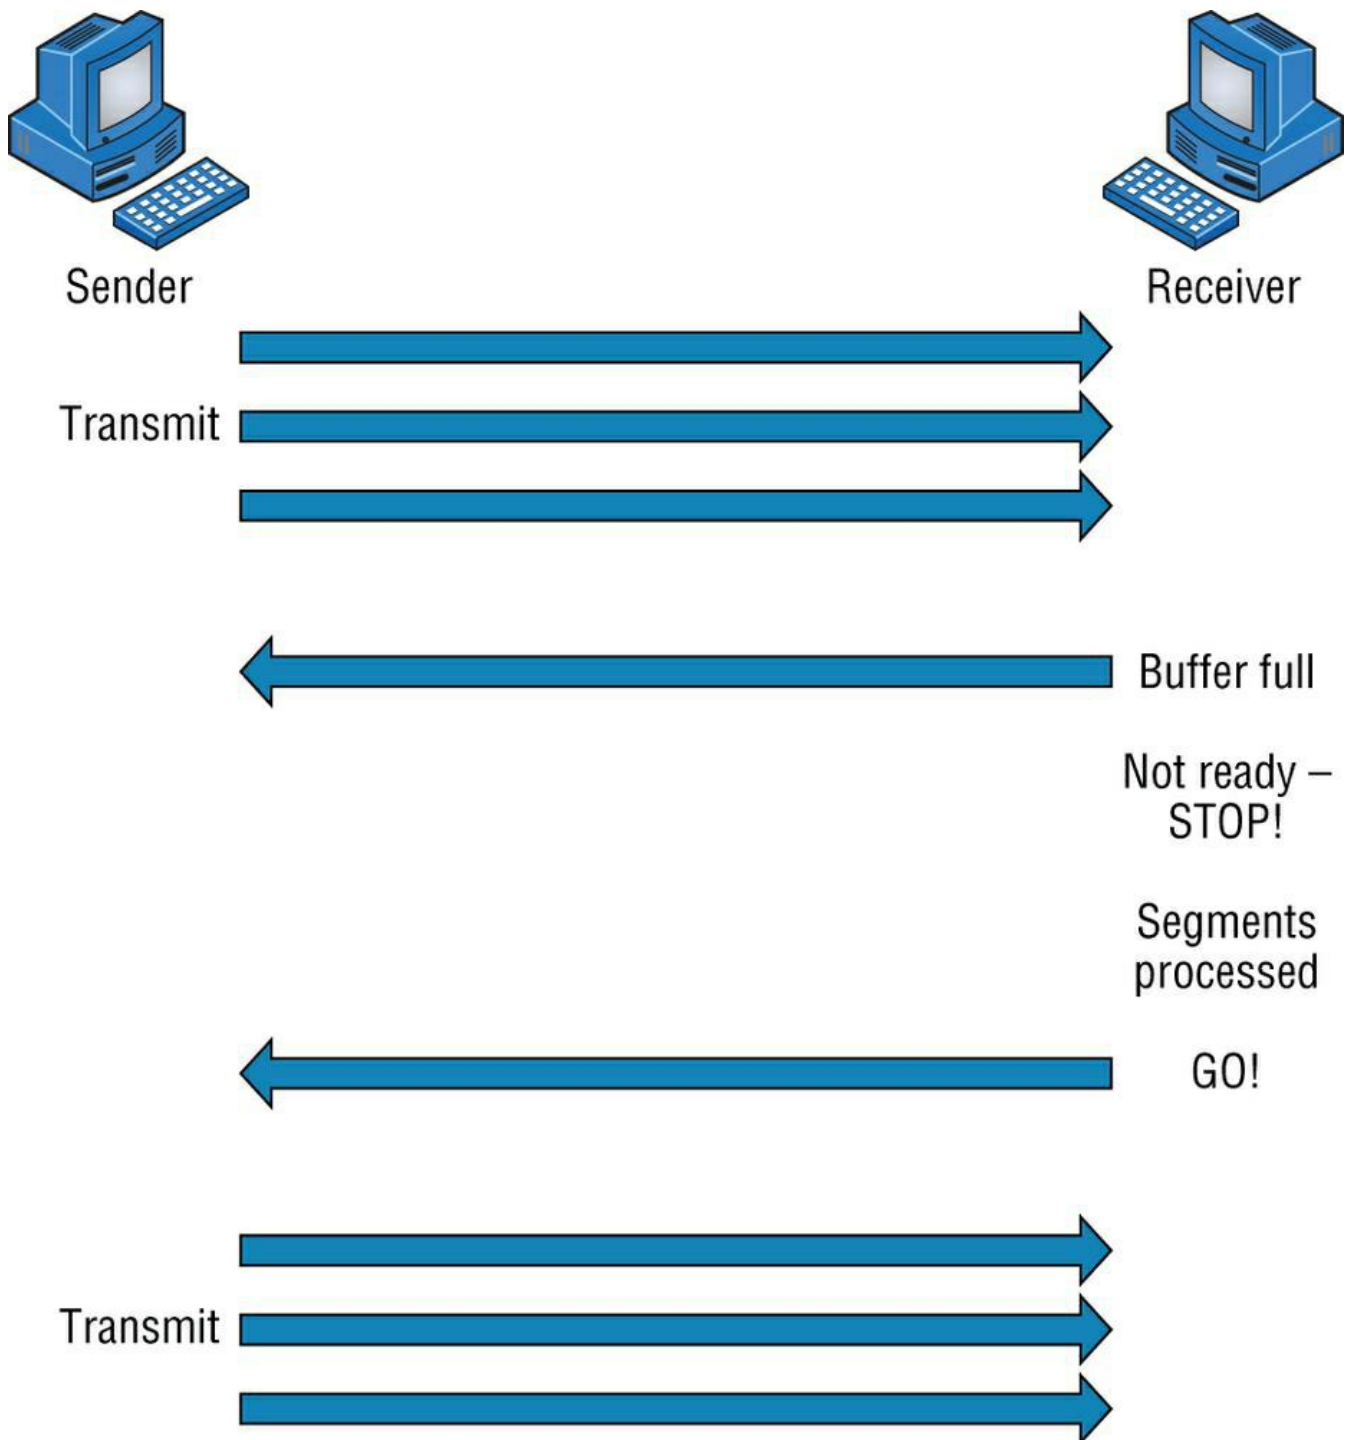 Sender
Receiver
Transmit
Buffer full
Not ready –
STOP!
Segments
processed
GO!
Transmit